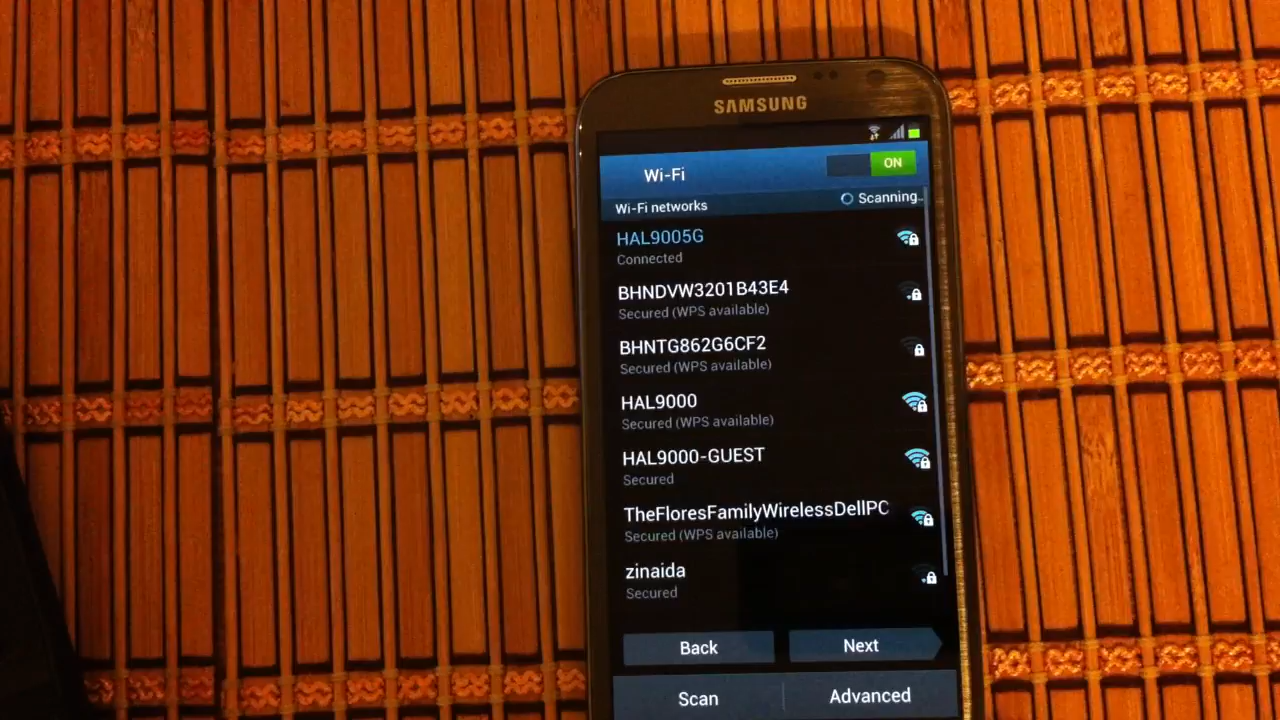 SAMSUNG
Wi-Fi
ON
Wi-Fi networks
Scanning...
HAL9005G
Connected
BHNDVW3201B43E4
Secured (WPS available)
BHNTG862G6CF2
Secured (WPS available)
HAL9000
Secured (WPS available)
HAL9000-GUEST
Secured
TheFloresFamilyWirelessDellPC
Secured (WPS available)
zinaida
Secured
Back
Next
Scan
Advanced